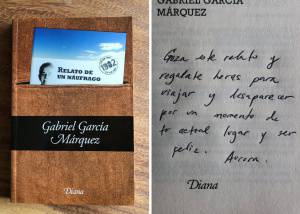 1982
RELATO DE
UN NÁUFRAGO
Gabriel García
Márquez
Diana
GABRIEL GARCÍA
MÁRQUEZ
Goza este relato y
regalate horas para
viajar y desaparecer
por un momento de
tu actual lugar y ser
feliz. Aurora.
Diana